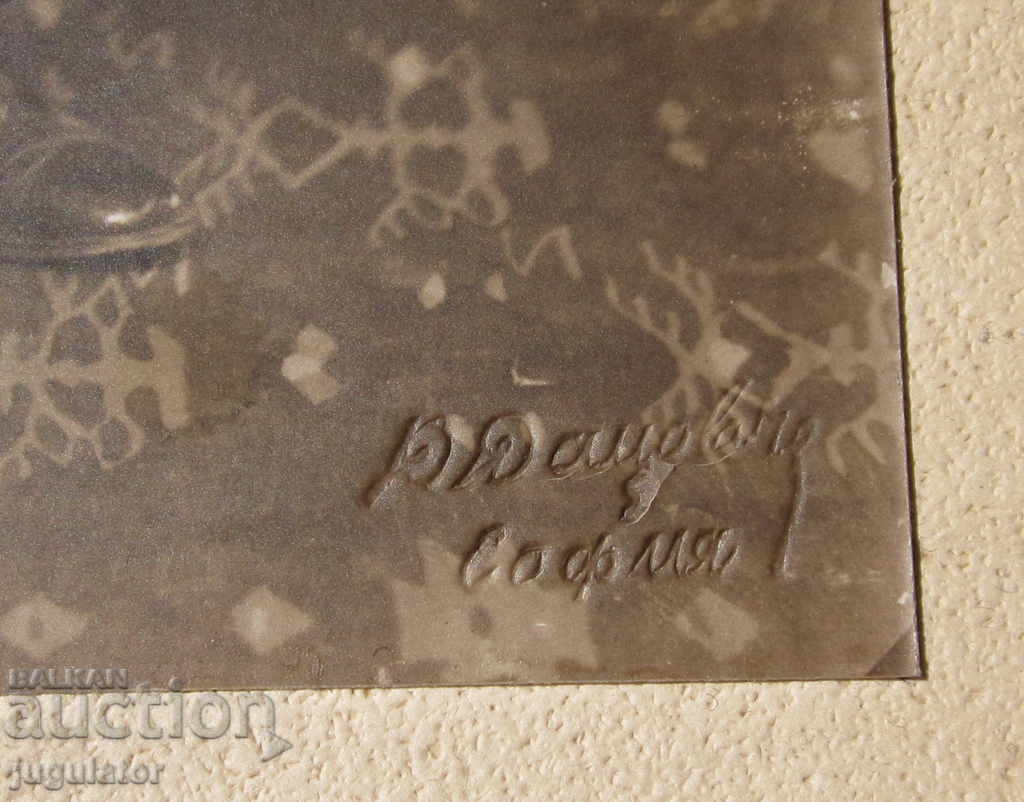 София
BALKAN
auction
jugulator